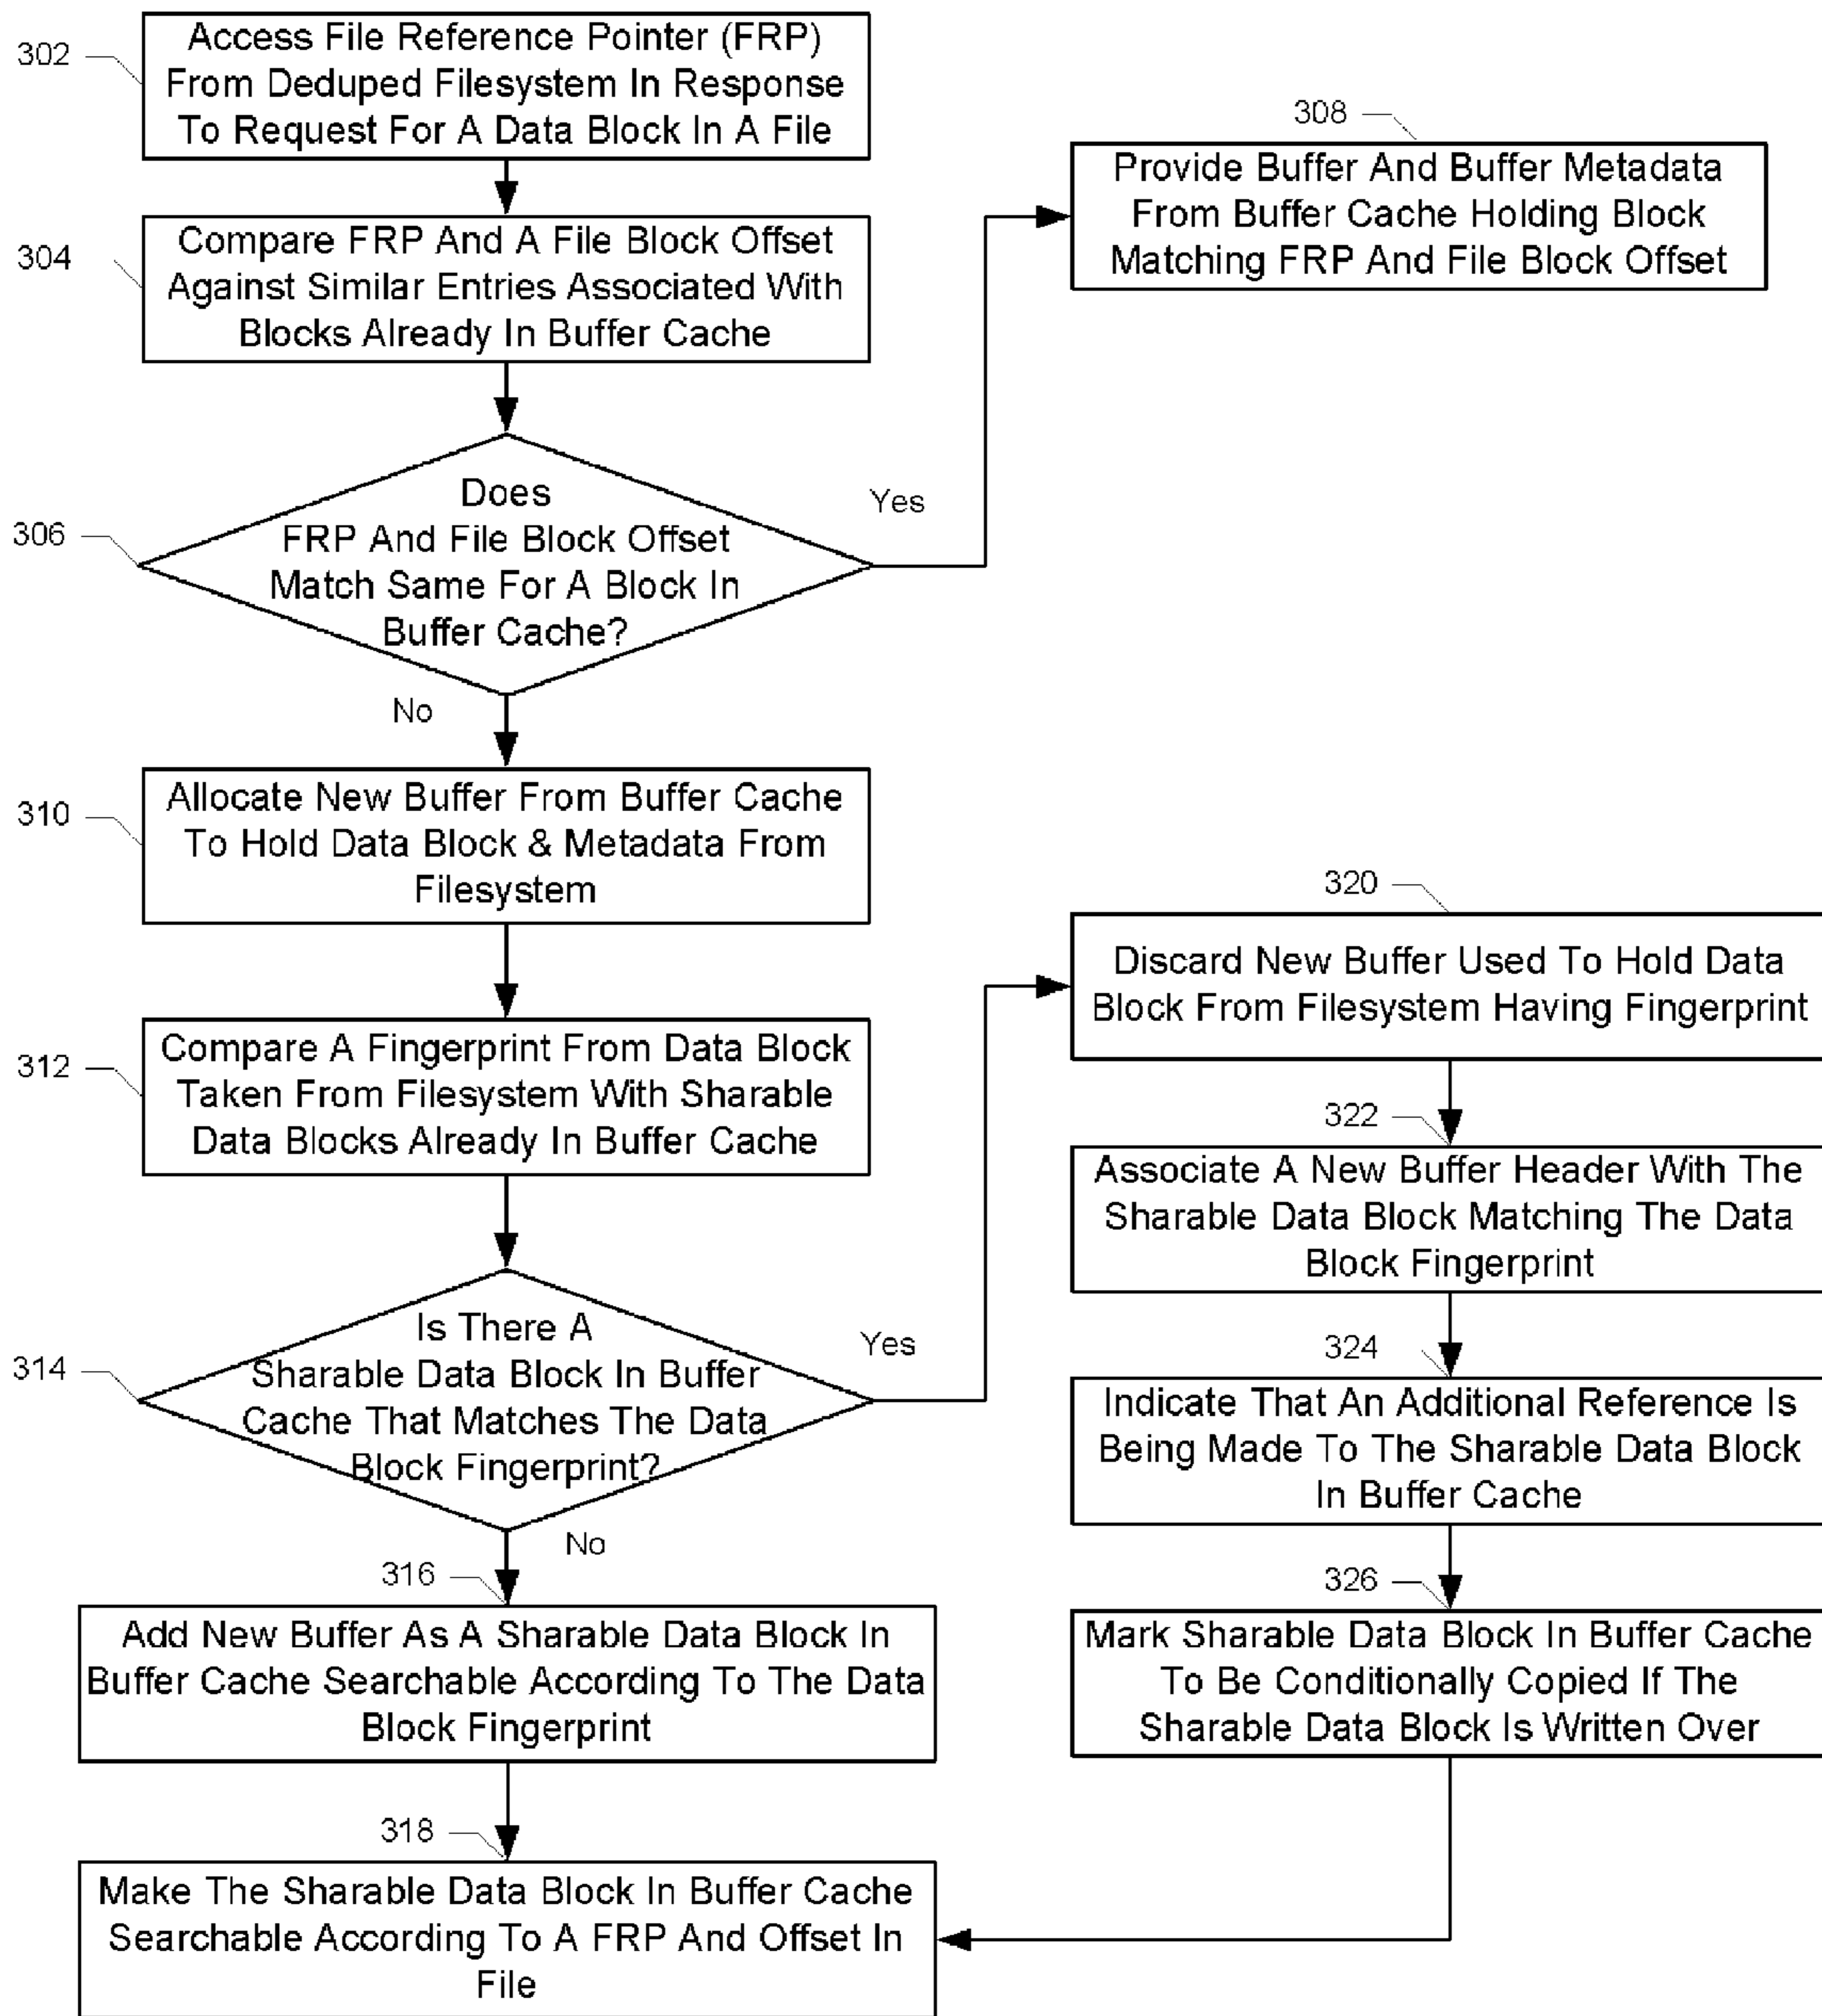 302
Access File Reference Pointer (FRP)
From Deduped Filesystem In Response
To Request For A Data Block In A File
304
Compare FRP And A File Block Offset
Against Similar Entries Associated With
Blocks Already In Buffer Cache
306
Does
FRP And File Block Offset
Match Same For A Block In
Buffer Cache?
Yes
308
Provide Buffer And Buffer Metadata
From Buffer Cache Holding Block
Matching FRP And File Block Offset
No
310
Allocate New Buffer From Buffer Cache
To Hold Data Block & Metadata From
Filesystem
312
Compare A Fingerprint From Data Block
Taken From Filesystem With Sharable
Data Blocks Already In Buffer Cache
314
Is There A
Sharable Data Block In Buffer
Cache That Matches The Data
Block Fingerprint?
Yes
No
316
Add New Buffer As A Sharable Data Block In
Buffer Cache Searchable According To The Data
Block Fingerprint
318
Make The Sharable Data Block In Buffer Cache
Searchable According To A FRP And Offset In
File
320
Discard New Buffer Used To Hold Data
Block From Filesystem Having Fingerprint
322
Associate A New Buffer Header With The
Sharable Data Block Matching The Data
Block Fingerprint
324
Indicate That An Additional Reference Is
Being Made To The Sharable Data Block
In Buffer Cache
326
Mark Sharable Data Block In Buffer Cache
To Be Conditionally Copied If The
Sharable Data Block Is Written Over